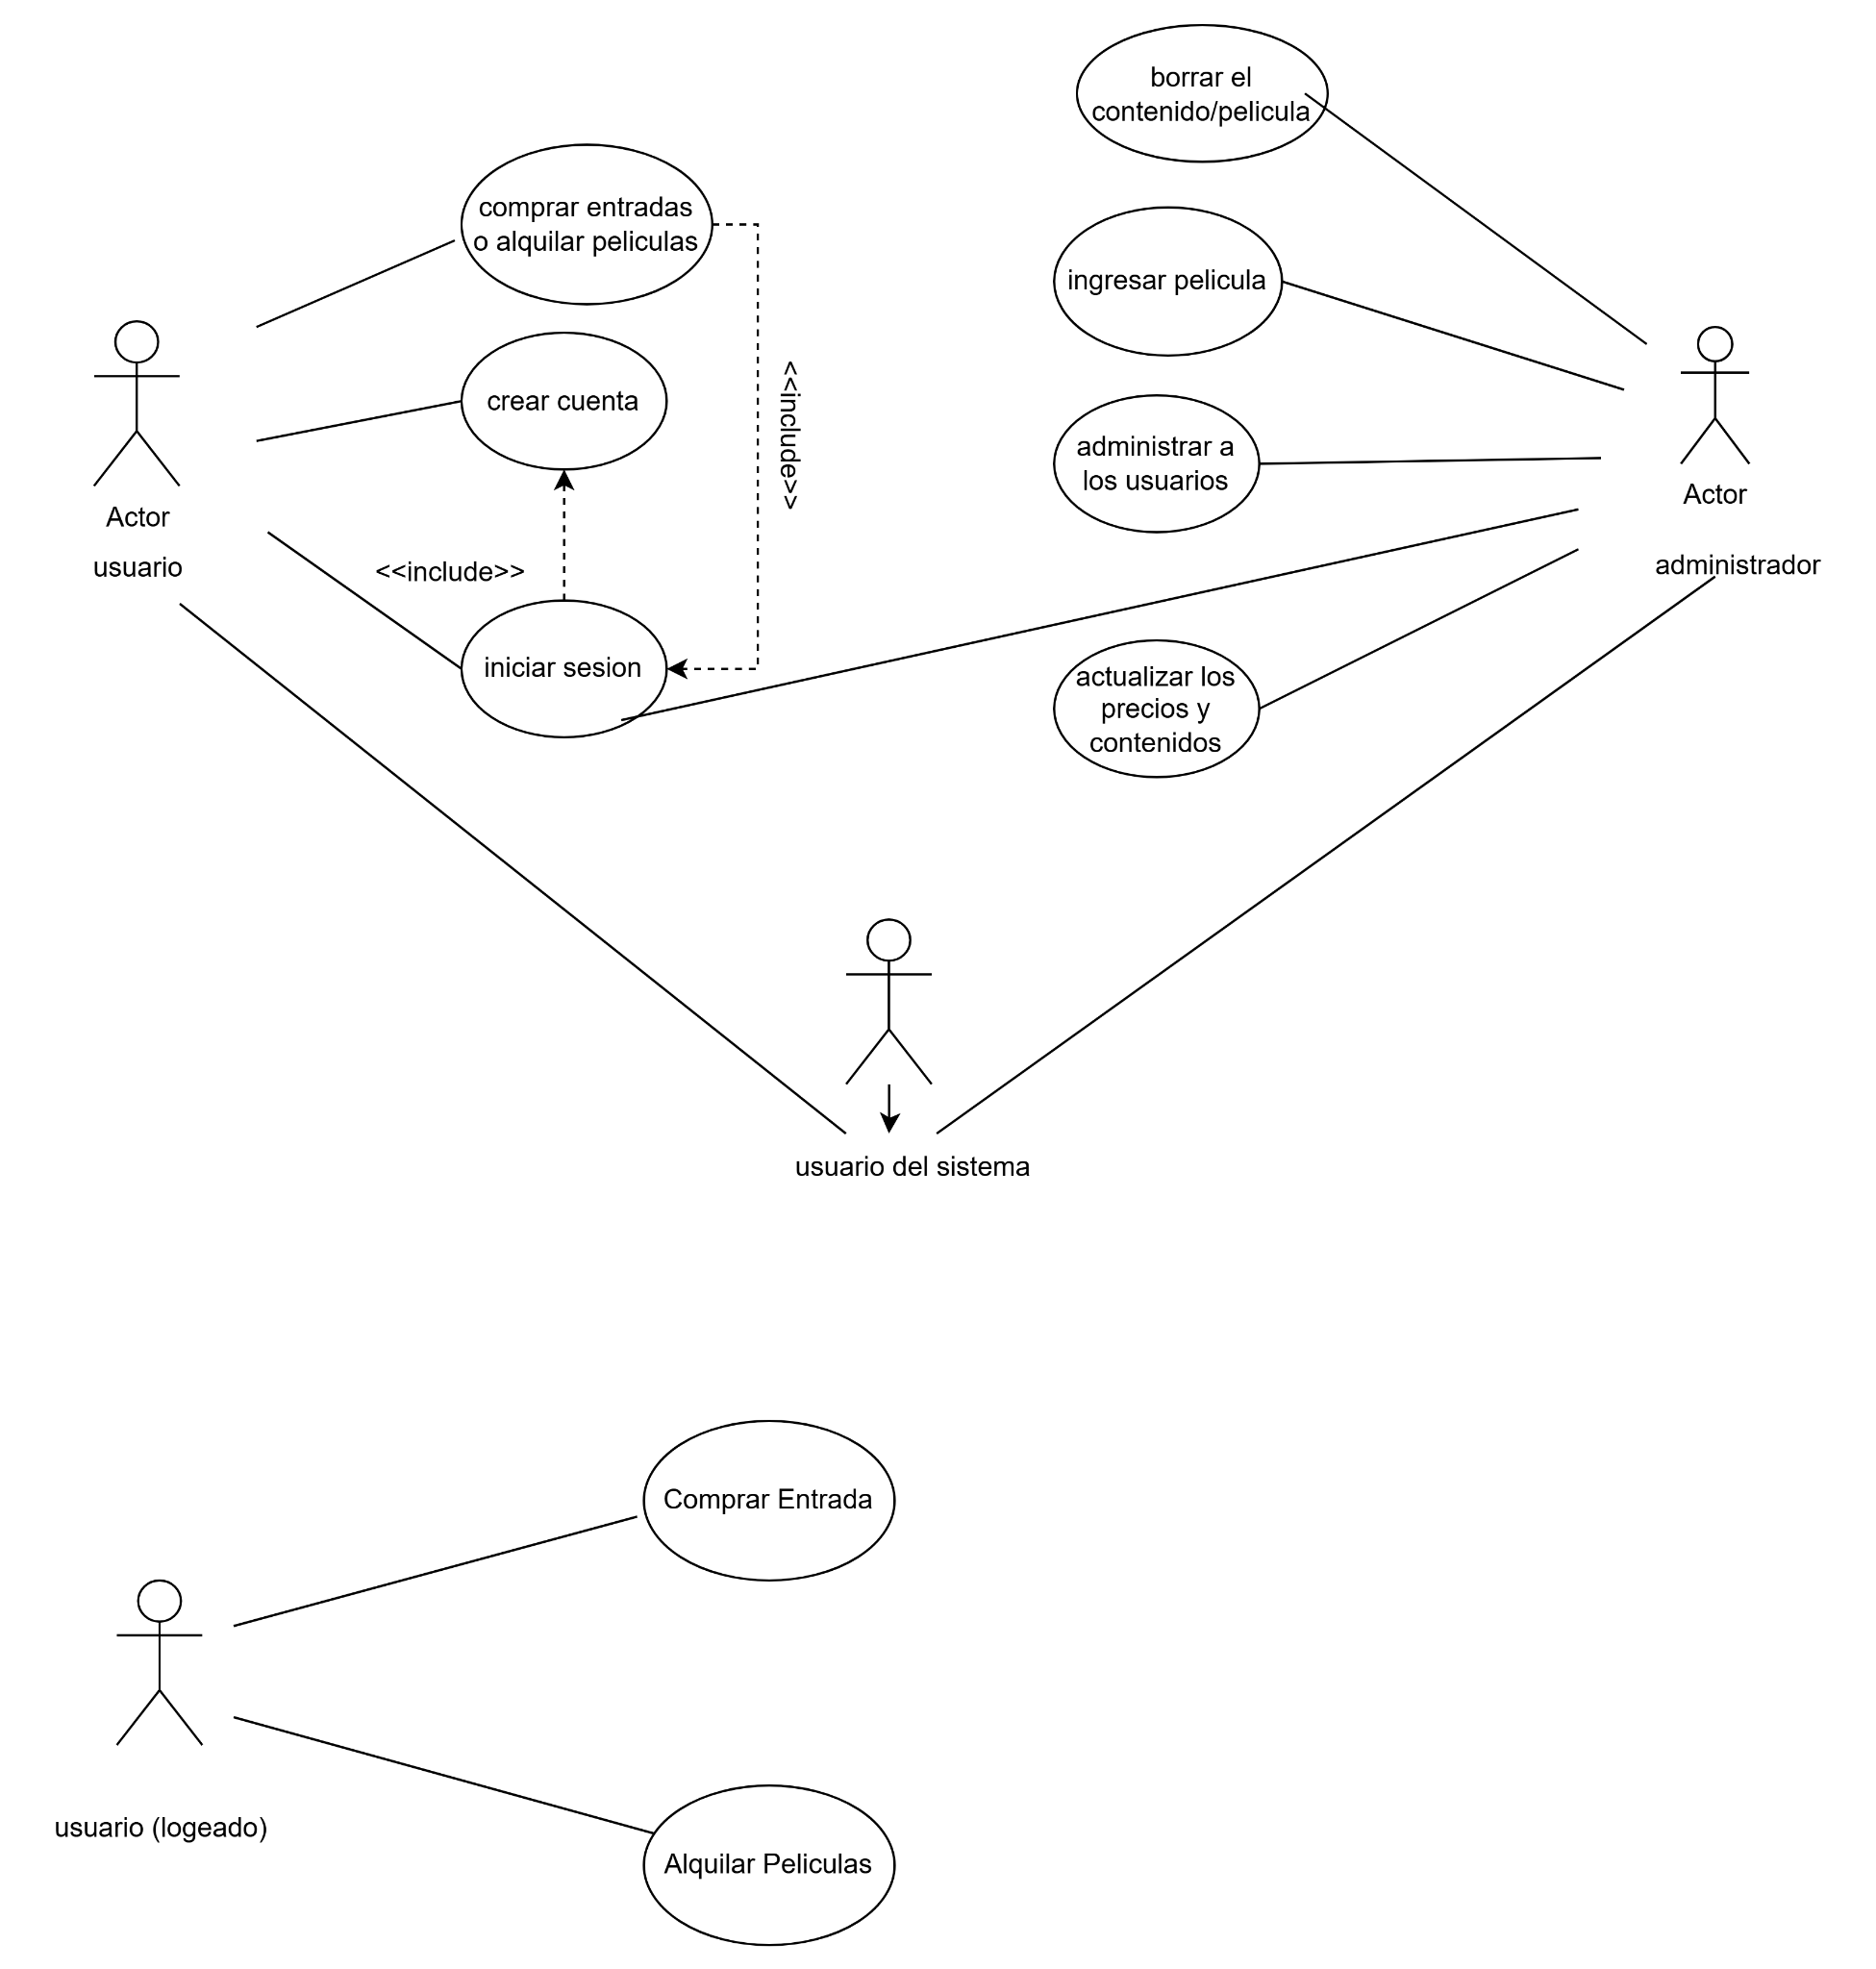 borrar el
contenido/pelicula
comprar entradas
o alquilar peliculas
ingresar pelicula
crear cuenta
<<include>>
administrar a
los usuarios
Actor
usuario
Actor
administrador
<<include>>
iniciar sesion
actualizar los
precios y
contenidos
usuario del sistema
Comprar Entrada
usuario (logeado)
Alquilar Peliculas